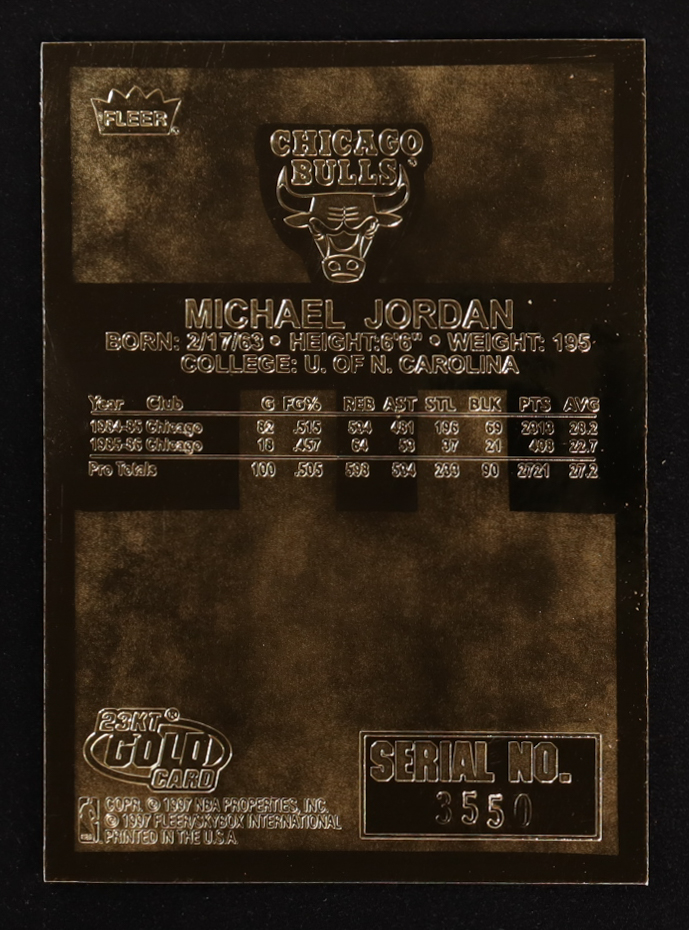 FLEER®
CHICAGO
BULLS
MICHAEL JORDAN
BORN: 2/17/63 • HEIGHT:6'6" • WEIGHT: 195
COLLEGE: U. OF N. CAROLINA
Year Club G FG% REB AST STL BLK PTS AVG
1984-85 Chicago 82 .515 534 481 196 69 2313 28.2
1985-86 Chicago 18 .457 64 53 37 21 408 22.7
Pro Totals 100 .505 598 534 233 90 2721 27.2
23KT®
GOLD
CARD
SERIAL NO.
3550
COPR. © 1997 NBA PROPERTIES, INC.
© 1997 FLEER/SKYBOX INTERNATIONAL
PRINTED IN THE U.S.A